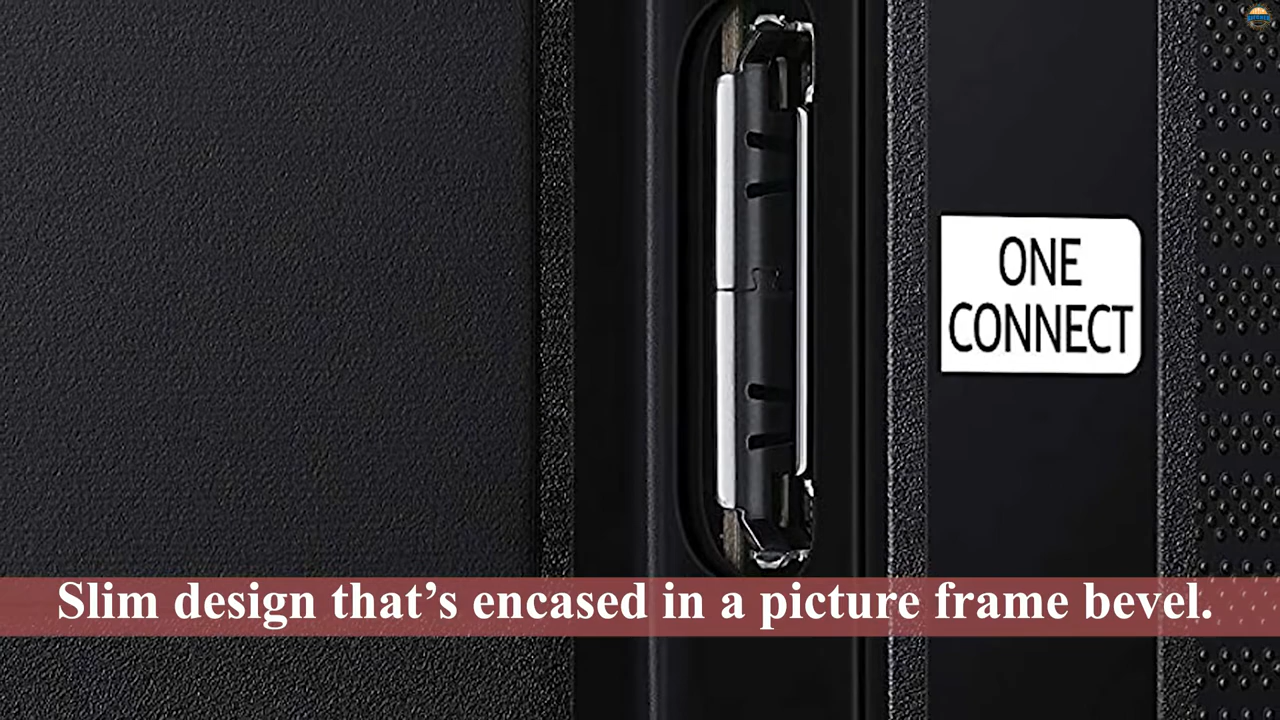 ONE
CONNECT
Slim design that’s encased in a picture frame bevel.